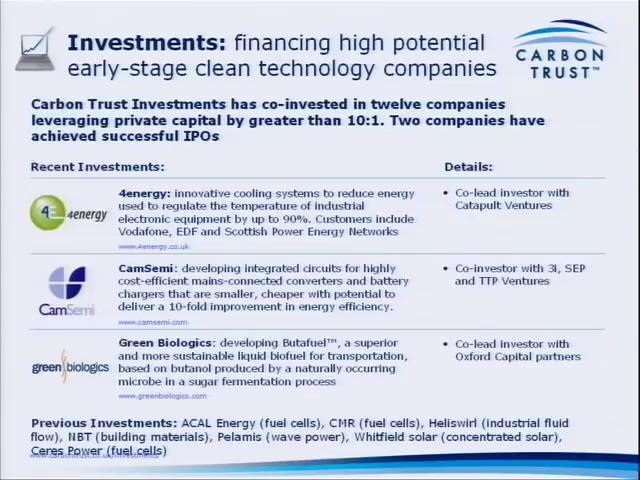 Investments: financing high potential
early-stage clean technology companies
CARBON
TRUST™
Carbon Trust Investments has co-invested in twelve companies
leveraging private capital by greater than 10:1. Two companies have
achieved successful IPOs
Recent Investments:
Details:
4E 4energy
4energy: innovative cooling systems to reduce energy
used to regulate the temperature of industrial
electronic equipment by up to 90%. Customers include
Vodafone, EDF and Scottish Power Energy Networks
www.4energy.co.uk
• Co-lead investor with
Catapult Ventures
CamSemi
CamSemi: developing integrated circuits for highly
cost-efficient mains-connected converters and battery
chargers that are smaller, cheaper with potential to
deliver a 10-fold improvement in energy efficiency.
www.camsemi.com
• Co-investor with 3i, SEP
and TTP Ventures
green biologics
Green Biologics: developing Butafuel™, a superior
and more sustainable liquid biofuel for transportation,
based on butanol produced by a naturally occurring
microbe in a sugar fermentation process
www.greenbiologics.com
• Co-lead investor with
Oxford Capital partners
Previous Investments: ACAL Energy (fuel cells), CMR (fuel cells), Heliswirl (industrial fluid
flow), NBT (building materials), Pelamis (wave power), Whitfield solar (concentrated solar),
Ceres Power (fuel cells)
www.carbontrust.co.uk/investments